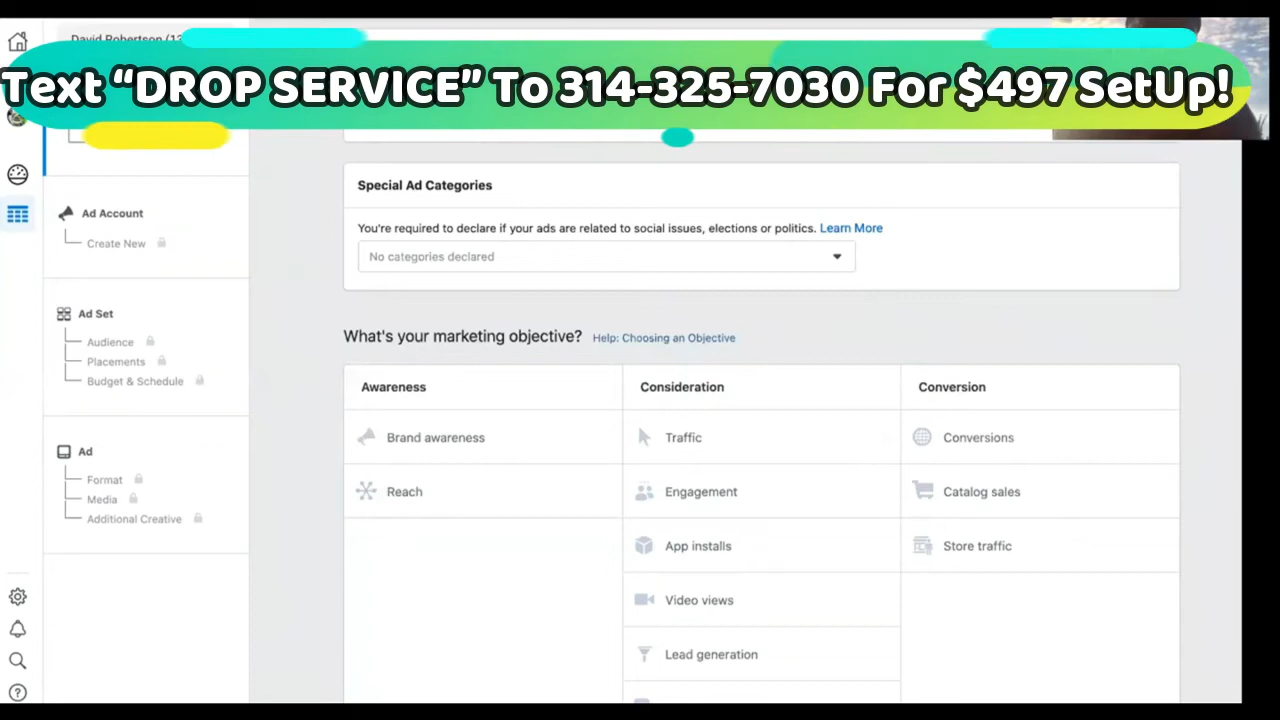 David Robertson (13
Text “DROP SERVICE” To 314-325-7030 For $497 SetUp!
Special Ad Categories
You're required to declare if your ads are related to social issues, elections or politics. Learn More
No categories declared
Ad Account
Create New
Ad Set
Audience
Placements
Budget & Schedule
Ad
Format
Media
Additional Creative
What's your marketing objective? Help: Choosing an Objective
Awareness Consideration Conversion
Brand awareness Traffic Conversions
Reach Engagement Catalog sales
App installs Store traffic
Video views
Lead generation